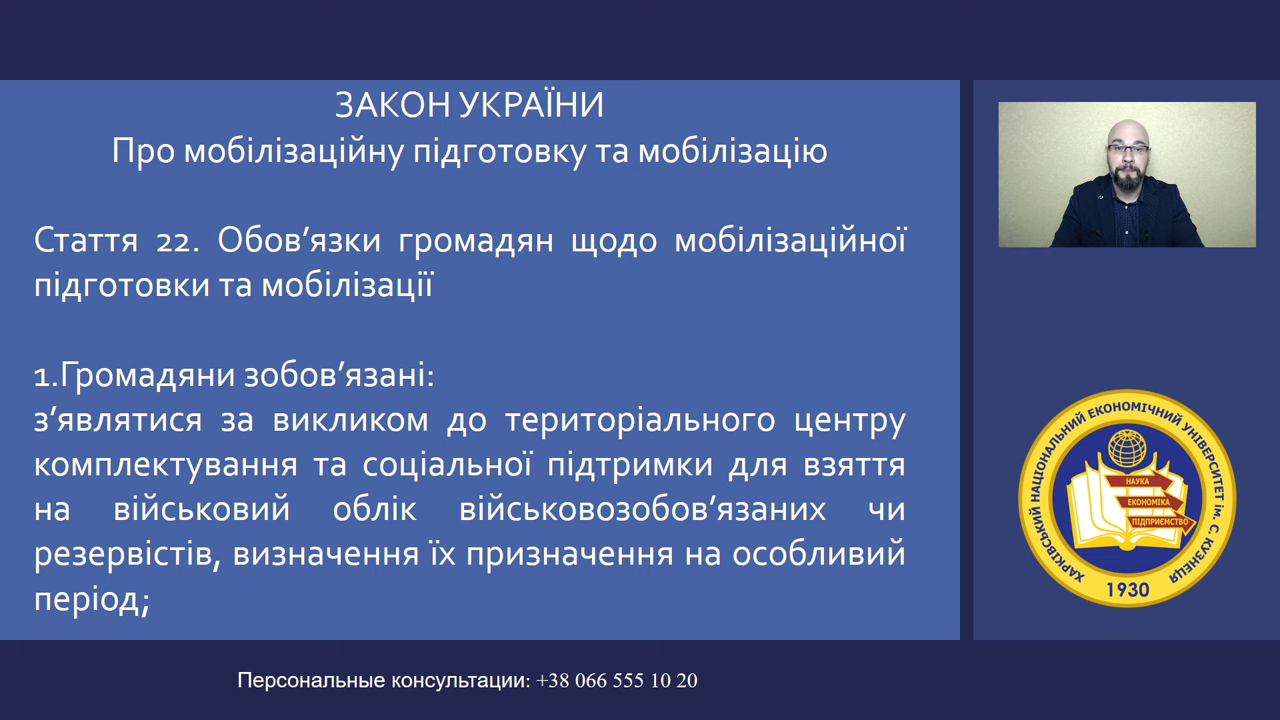 ЗАКОН УКРАЇНИ
Про мобілізаційну підготовку та мобілізацію
Стаття 22. Обов’язки громадян щодо мобілізаційної
підготовки та мобілізації
1.Громадяни зобов’язані:
з’являтися за викликом до територіального центру
комплектування та соціальної підтримки для взяття
на військовий облік військовозобов’язаних чи
резервістів, визначення їх призначення на особливий
період;
ХАРКІВСЬКИЙ НАЦІОНАЛЬНИЙ ЕКОНОМІЧНИЙ УНІВЕРСИТЕТ ІМ. С. КУЗНЕЦЯ
НАУКА
ЕКОНОМІКА
ПІДПРИЄМСТВО
1930
Персональные консультации: +38 066 555 10 20